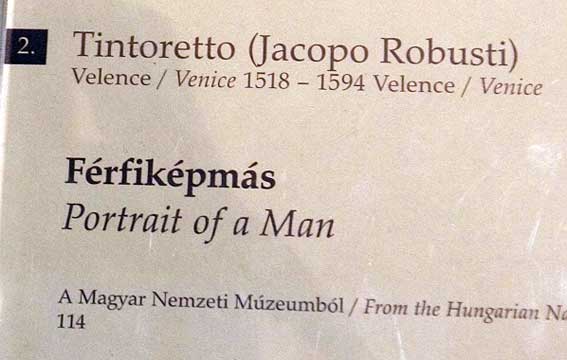 2.
Tintoretto (Jacopo Robusti)
Velence / Venice 1518 – 1594 Velence / Venice
Férfiképmás
Portrait of a Man
A Magyar Nemzeti Múzeumból / From the Hungarian
114